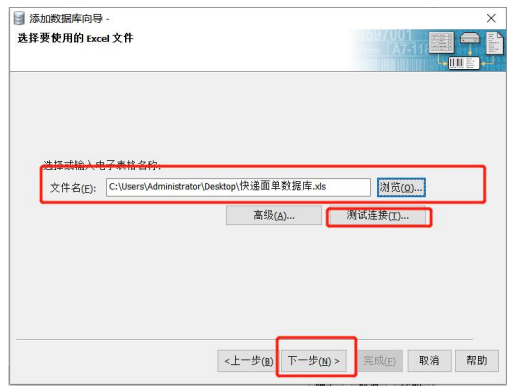 添加数据库向导 -
选择要使用的 Excel 文件
选择或输入电子表格名称:
文件名(F): C:\Users\Administrator\Desktop\快递面单数据库.xls 浏览(O)...
高级(A)... 测试连接(T)...
<上一步(B) 下一步(N) > 完成(F) 取消 帮助